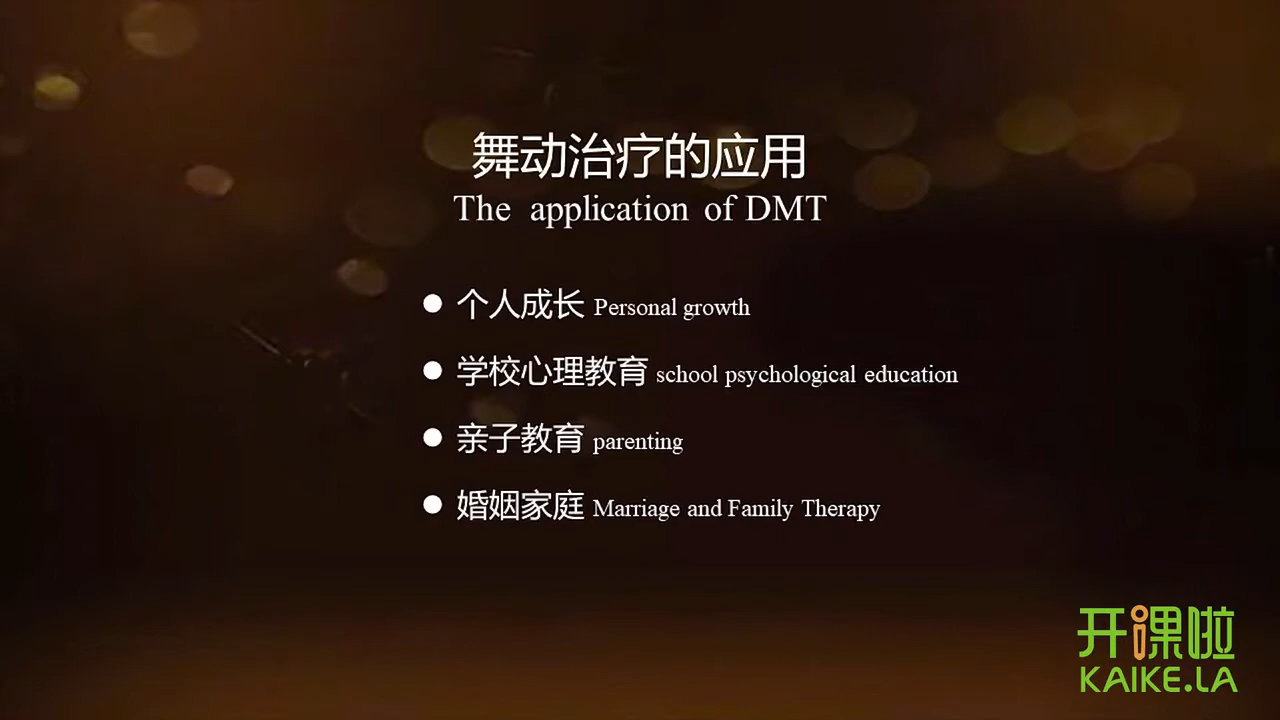 舞动治疗的应用
The application of DMT
个人成长 Personal growth
学校心理教育 school psychological education
亲子教育 parenting
婚姻家庭 Marriage and Family Therapy
开课啦
KAIKE.LA